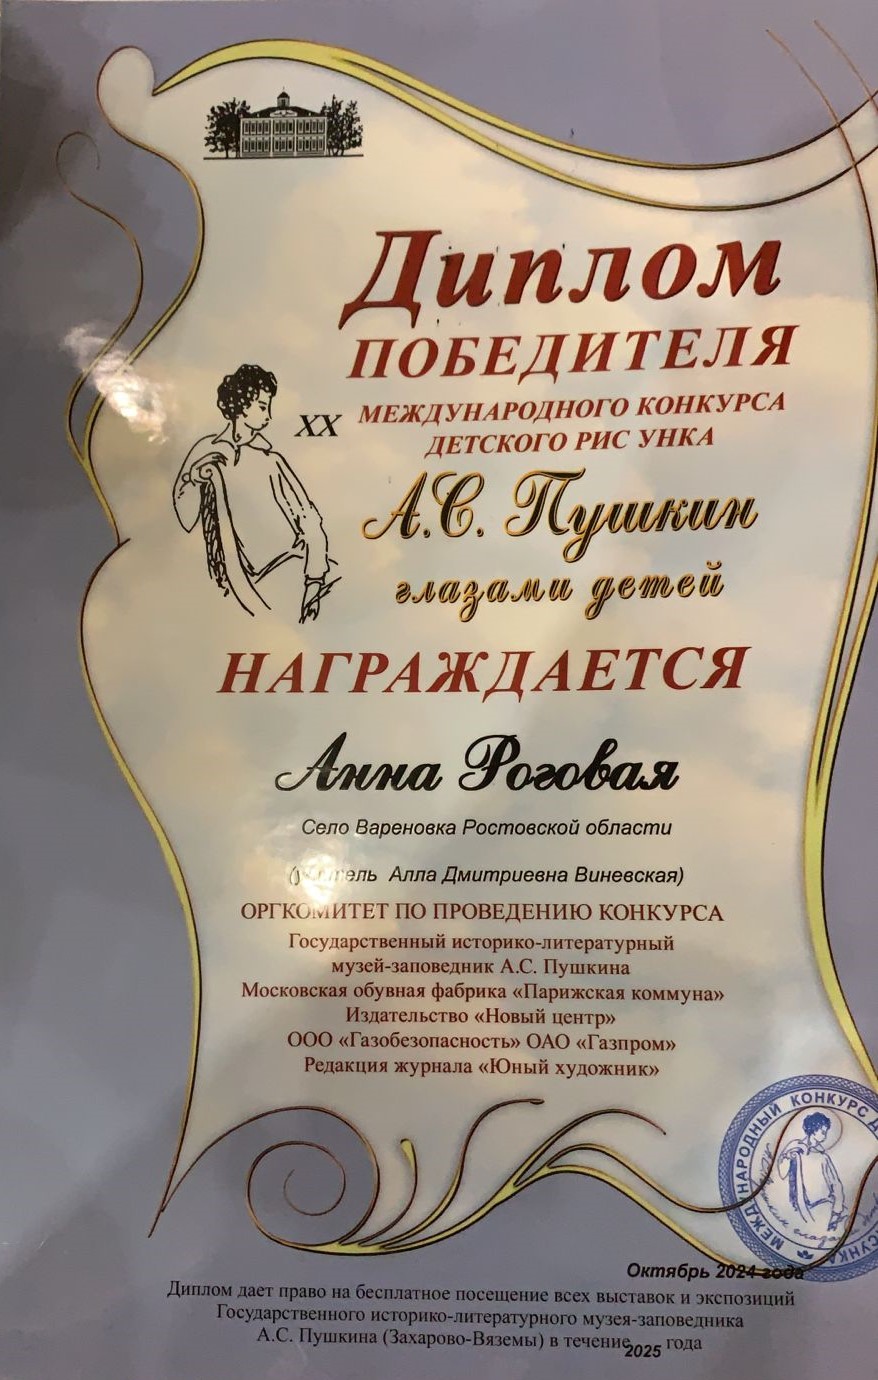 Диплом
ПОБЕДИТЕЛЯ
XX МЕЖДУНАРОДНОГО КОНКУРСА
ДЕТСКОГО РИС УНКА
А.С. Пушкин
глазами детей
НАГРАЖДАЕТСЯ
Анна Роговая
Село Вареновка Ростовской области
(учитель Алла Дмитриевна Виневская)
ОРГКОМИТЕТ ПО ПРОВЕДЕНИЮ КОНКУРСА
Государственный историко-литературный
музей-заповедник А.С. Пушкина
Московская обувная фабрика «Парижская коммуна»
Издательство «Новый центр»
ООО «Газобезопасность» ОАО «Газпром»
Редакция журнала «Юный художник»
МЕЖДУНАРОДНЫЙ КОНКУРС
Октябрь 2024 года
Диплом дает право на бесплатное посещение всех выставок и экспозиций
Государственного историко-литературного музея-заповедника
А.С. Пушкина (Захарово-Вяземы) в течение 2025 года